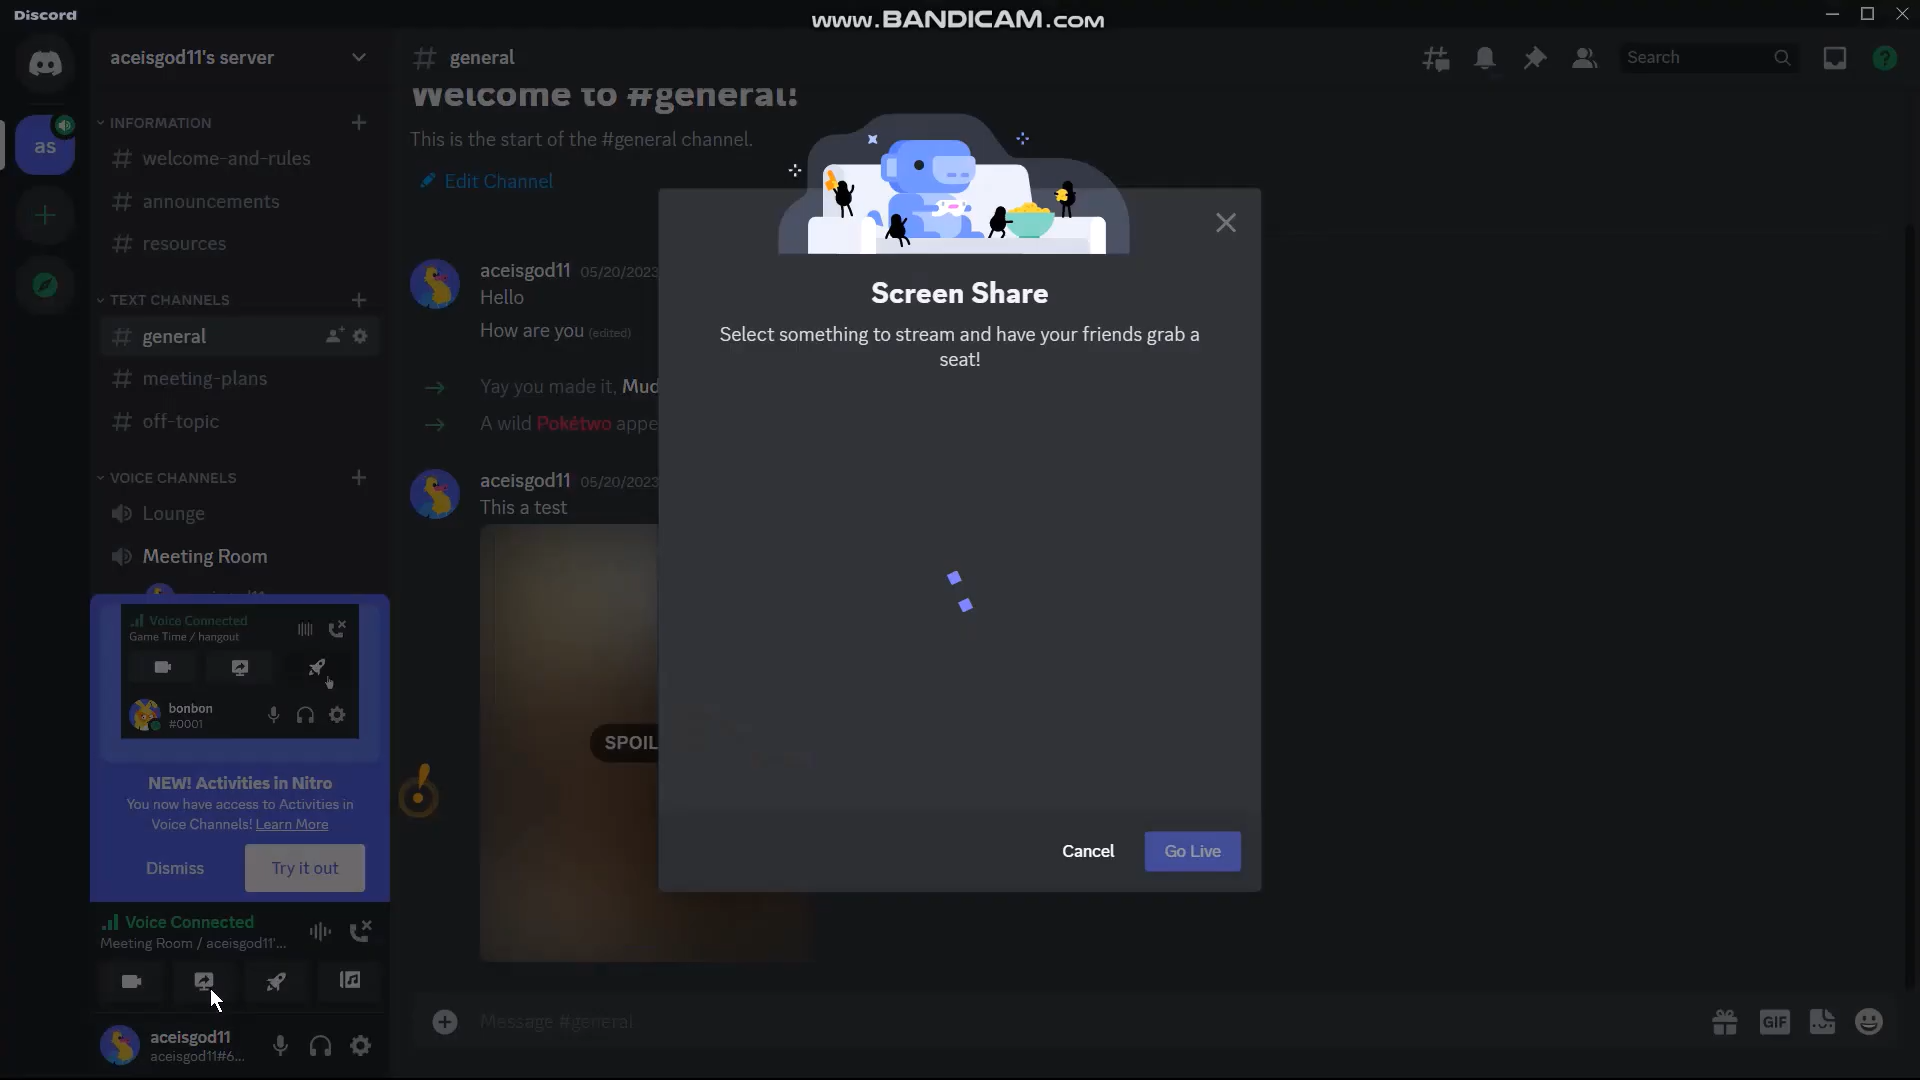 Discord
www.BANDICAM.com
aceisgod11's server
general
Search
as
INFORMATION
welcome-and-rules
announcements
resources
TEXT CHANNELS
general
meeting-plans
off-topic
VOICE CHANNELS
Lounge
Meeting Room
Voice Connected
Game Time / hangout
bonbon
#0001
NEW! Activities in Nitro
You now have access to Activities in
Voice Channels! Learn More
Dismiss
Try it out
Voice Connected
Meeting Room / aceisgod11'...
aceisgod11
aceisgod11#6...
Welcome to #general!
This is the start of the #general channel.
Edit Channel
aceisgod11 05/20/2023
Hello
How are you (edited)
Yay you made it, Mud
A wild Pokétwo appe
aceisgod11 05/20/2023
This a test
SPOIL
Message #general
GIF
Screen Share
Select something to stream and have your friends grab a
seat!
Cancel
Go Live